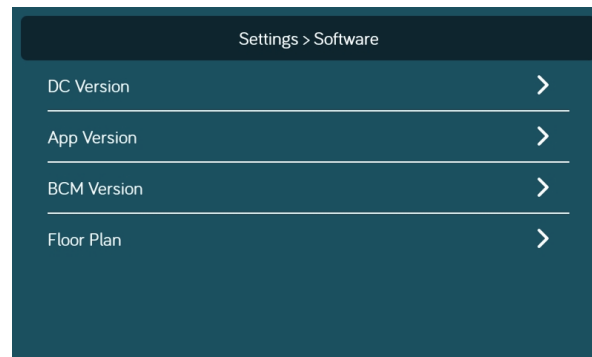 Settings > Software
DC Version
App Version
BCM Version
Floor Plan